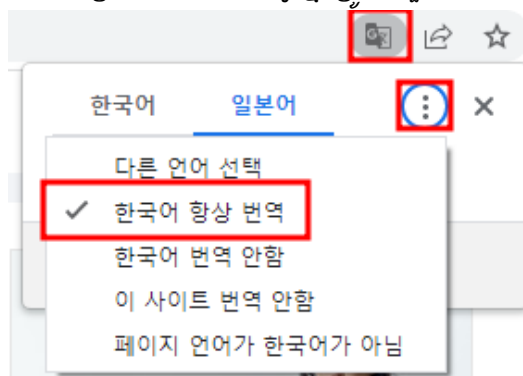 한국어 일본어
다른 언어 선택
한국어 항상 번역
한국어 번역 안함
이 사이트 번역 안함
페이지 언어가 한국어가 아님